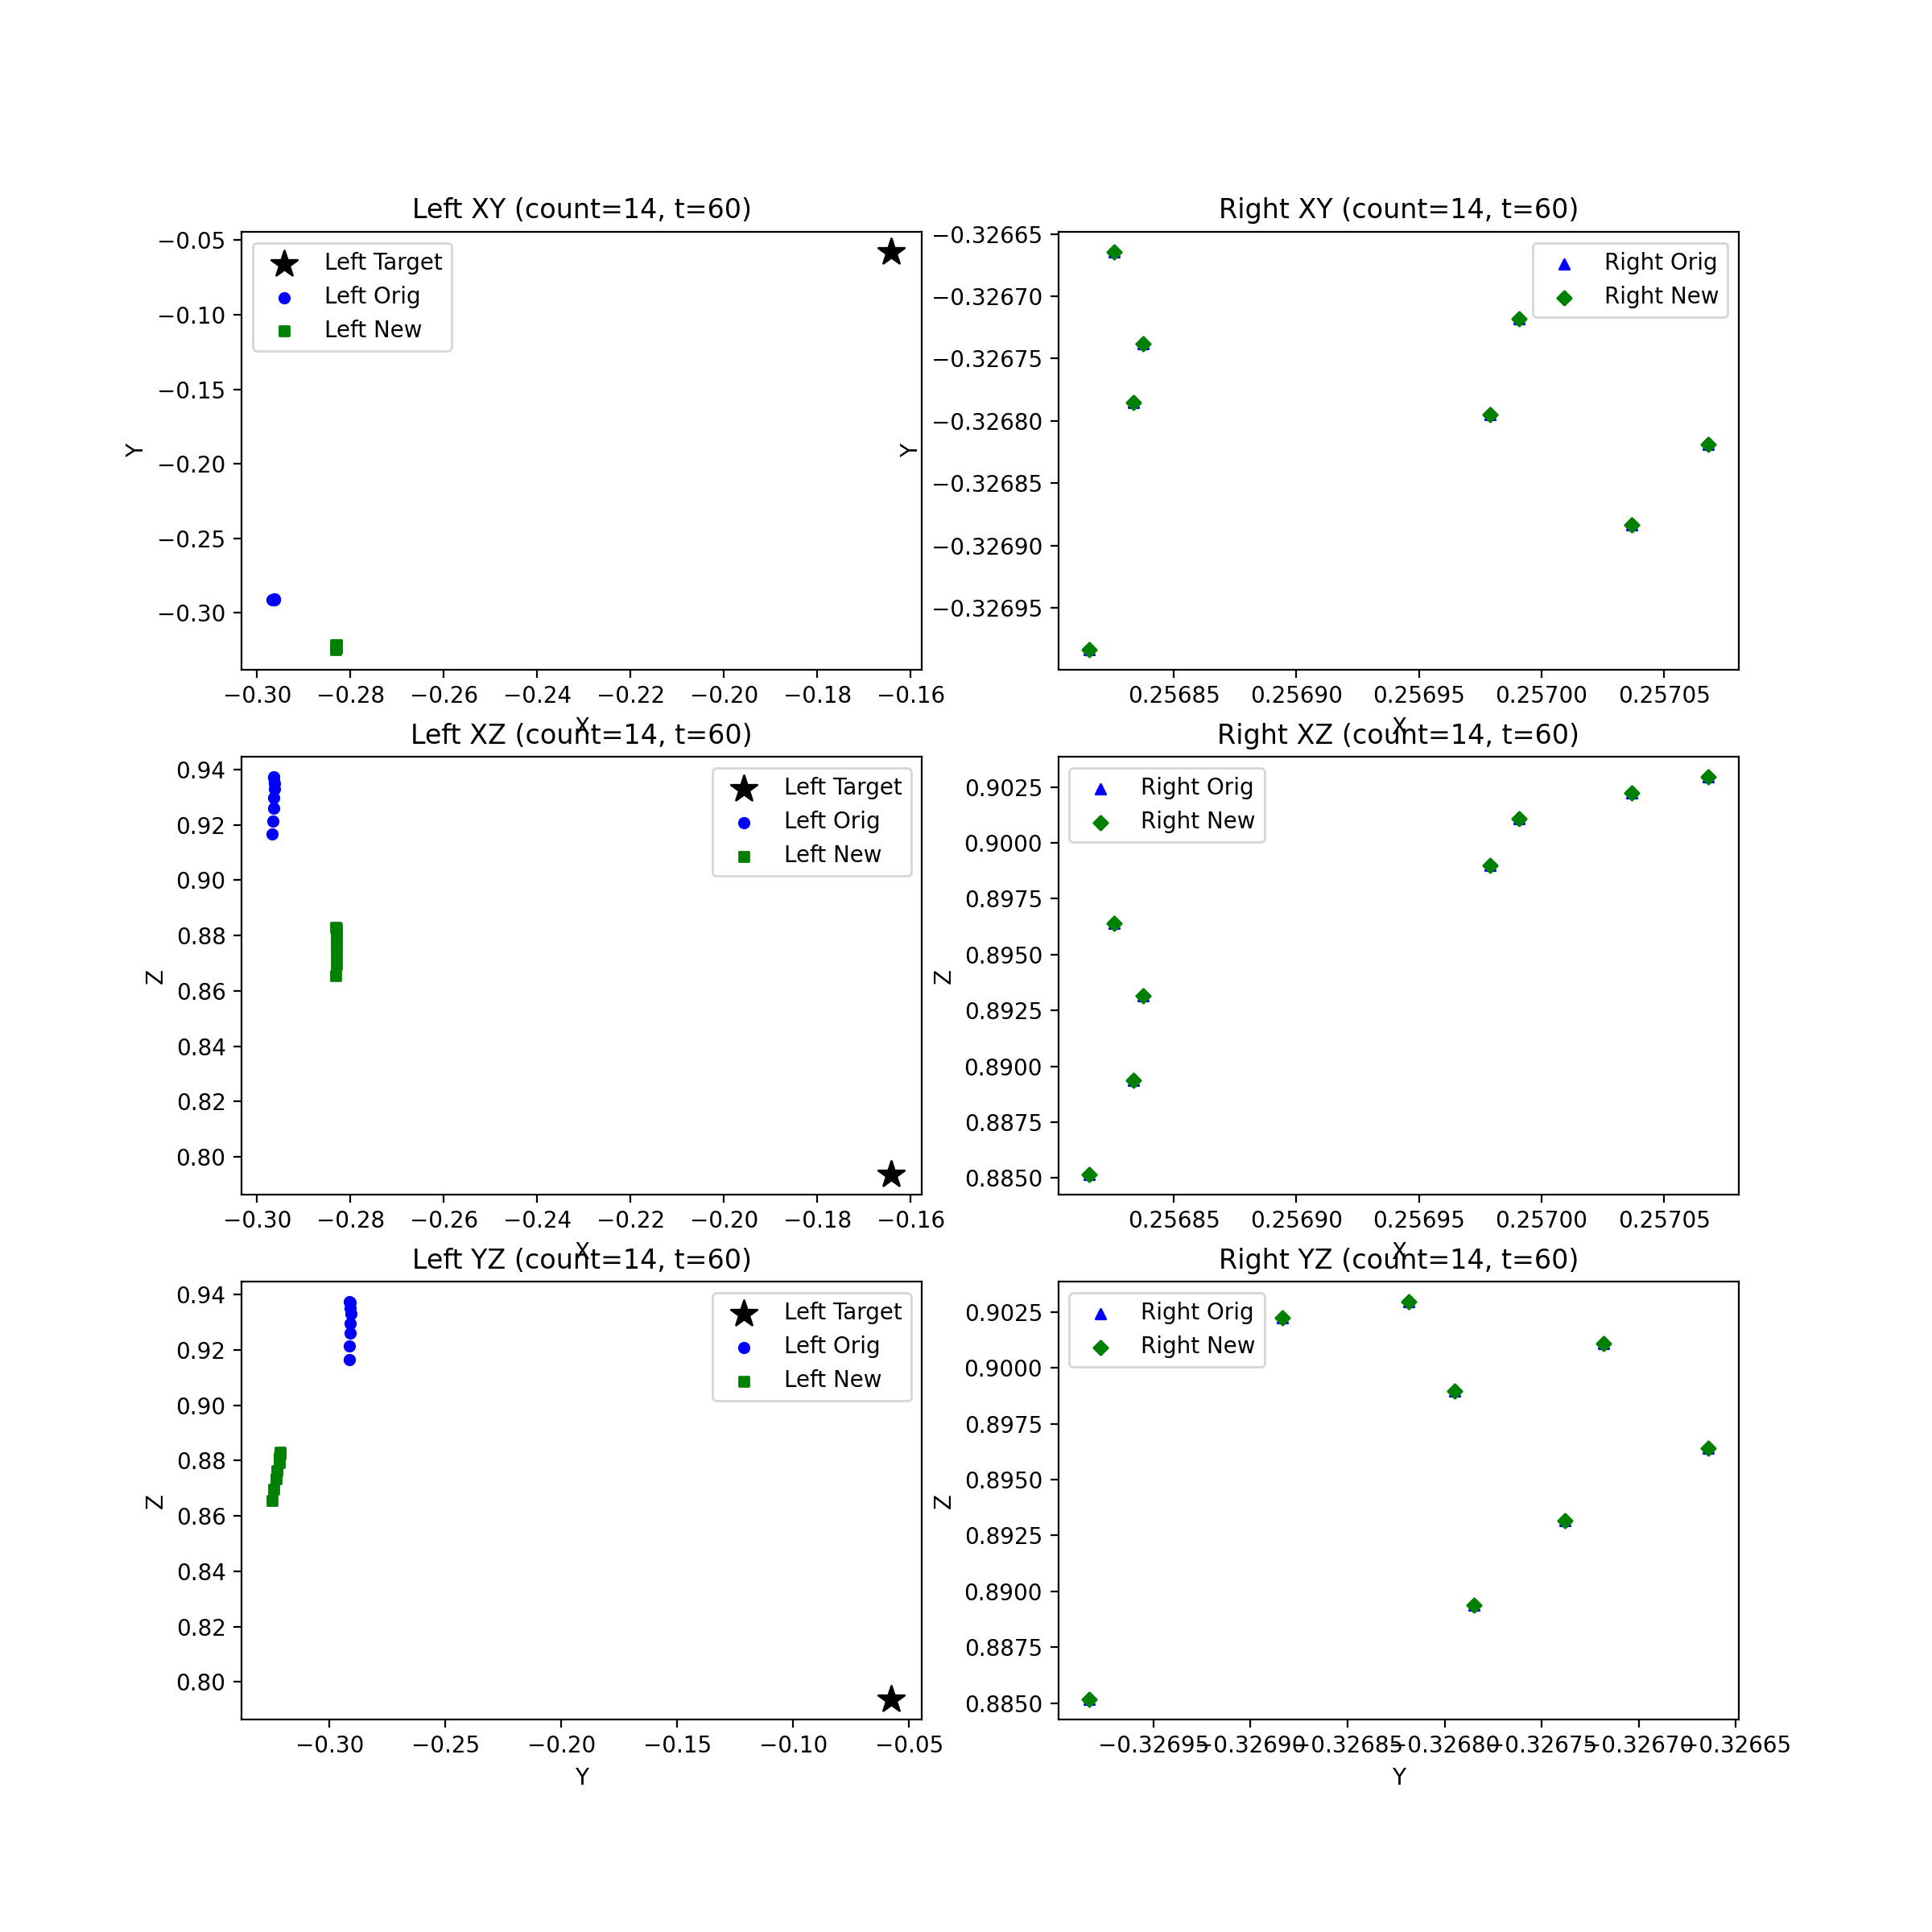 Left XY (count=14, t=60)
−0.05
−0.10
−0.15
−0.20
−0.25
−0.30
Y
Left Target
Left Orig
Left New
−0.30 −0.28 −0.26 −0.24 −0.22 −0.20 −0.18 −0.16
X
Right XY (count=14, t=60)
−0.32665
−0.32670
−0.32675
−0.32680
−0.32685
−0.32690
−0.32695
Y
Right Orig
Right New
0.25685 0.25690 0.25695 0.25700 0.25705
X
Left XZ (count=14, t=60)
0.94
0.92
0.90
0.88
0.86
0.84
0.82
0.80
Z
Left Target
Left Orig
Left New
−0.30 −0.28 −0.26 −0.24 −0.22 −0.20 −0.18 −0.16
X
Right XZ (count=14, t=60)
0.9025
0.9000
0.8975
0.8950
0.8925
0.8900
0.8875
0.8850
Z
Right Orig
Right New
0.25685 0.25690 0.25695 0.25700 0.25705
X
Left YZ (count=14, t=60)
0.94
0.92
0.90
0.88
0.86
0.84
0.82
0.80
Z
Left Target
Left Orig
Left New
−0.30 −0.25 −0.20 −0.15 −0.10 −0.05
Y
Right YZ (count=14, t=60)
0.9025
0.9000
0.8975
0.8950
0.8925
0.8900
0.8875
0.8850
Z
Right Orig
Right New
−0.32695 −0.32690 −0.32685 −0.32680 −0.32675 −0.32670 −0.32665
Y